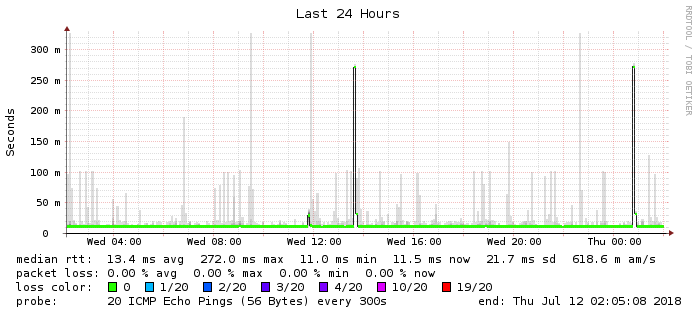 Last 24 Hours
RRDTOOL / TOBI OETIKER
Seconds
300 m
250 m
200 m
150 m
100 m
50 m
0
Wed 04:00 Wed 08:00 Wed 12:00 Wed 16:00 Wed 20:00 Thu 00:00
median rtt: 13.4 ms avg 272.0 ms max 11.0 ms min 11.5 ms now 21.7 ms sd 618.6 m am/s
packet loss: 0.00 % avg 0.00 % max 0.00 % min 0.00 % now
loss color: 0 1/20 2/20 3/20 4/20 10/20 19/20
probe: 20 ICMP Echo Pings (56 Bytes) every 300s end: Thu Jul 12 02:05:08 2018